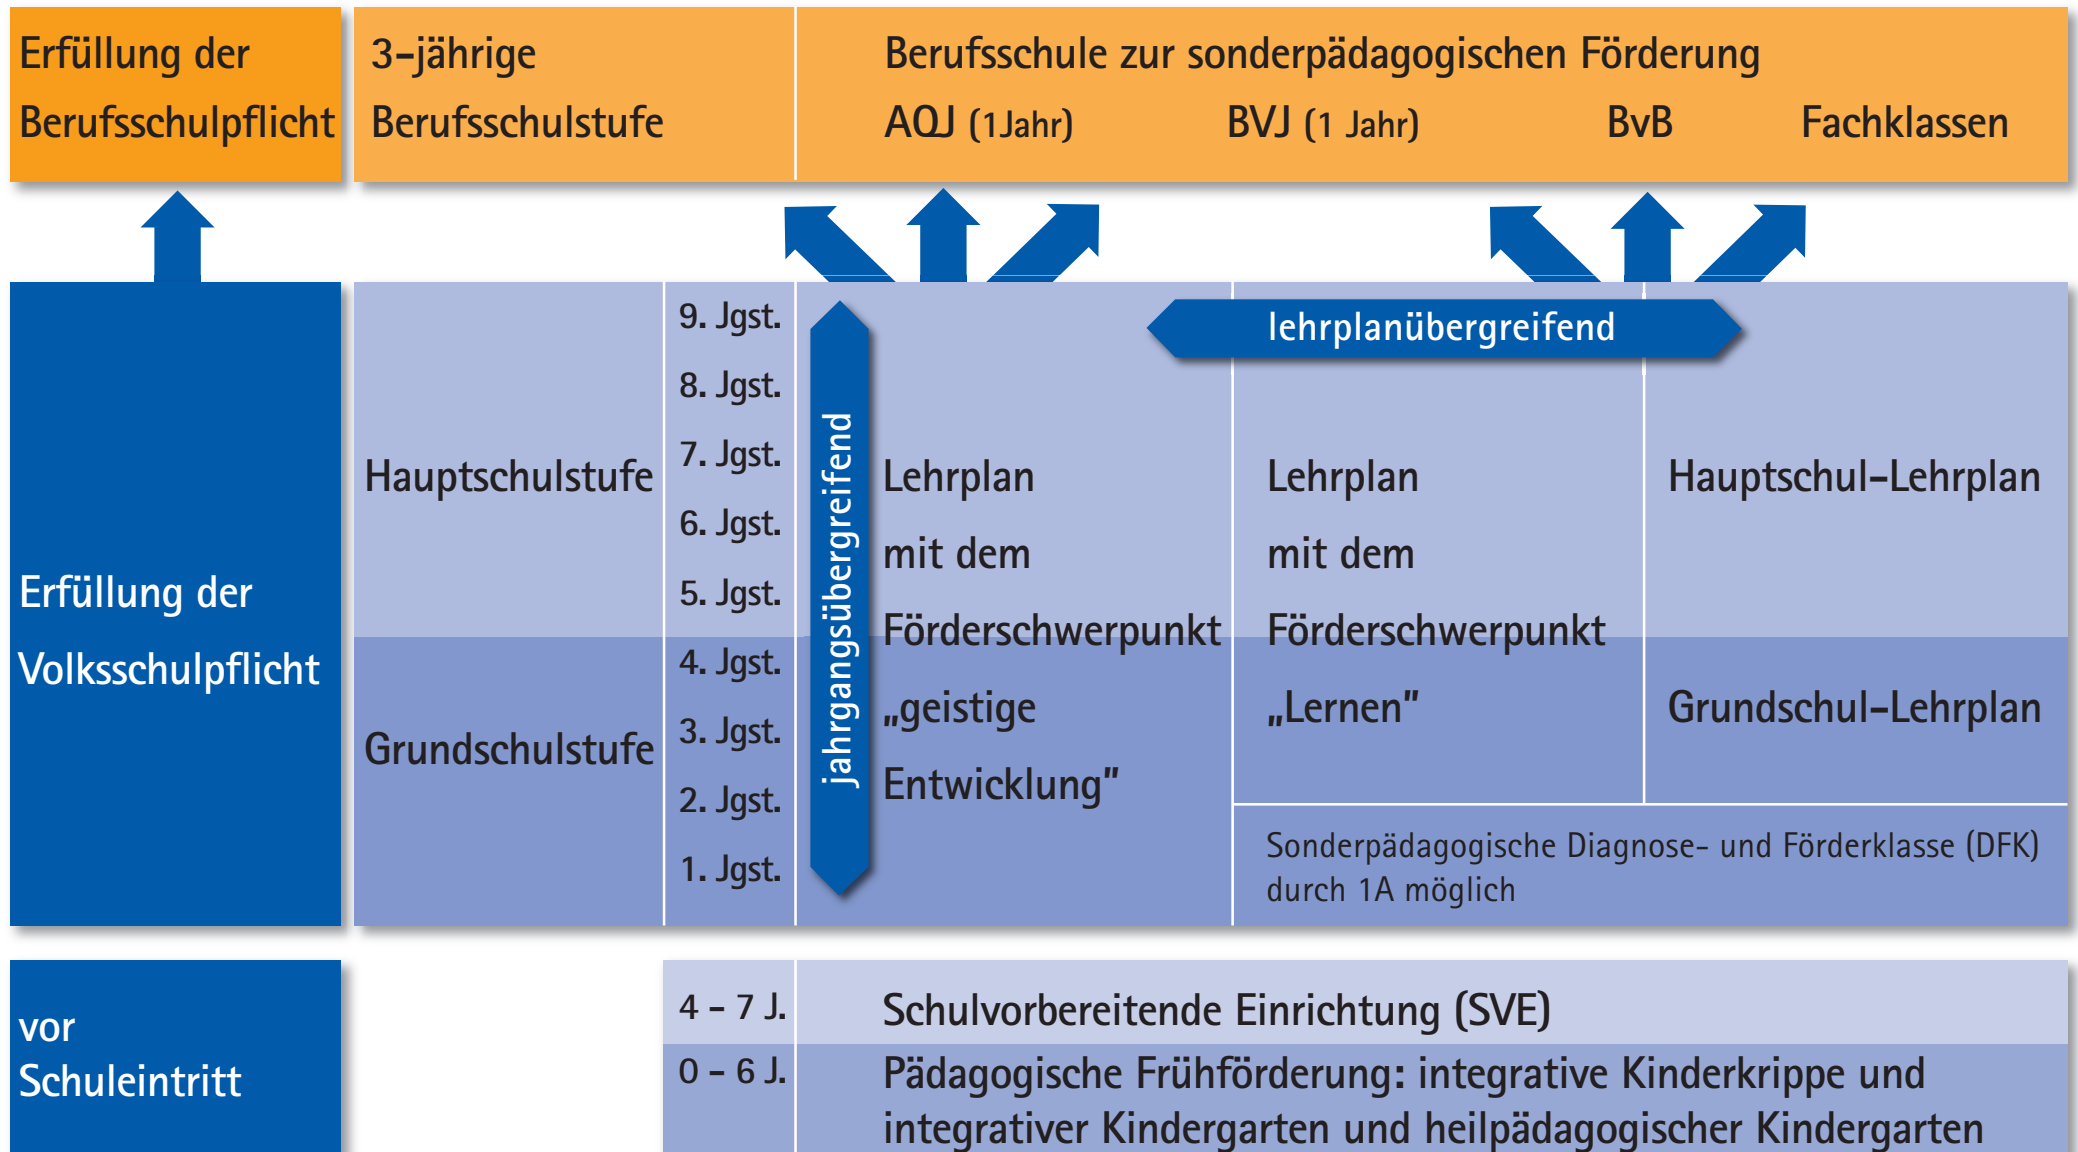 Erfüllung der
Berufsschulpflicht
3-jährige
Berufsschulstufe
Berufsschule zur sonderpädagogischen Förderung
AQJ (1Jahr) BVJ (1 Jahr) BvB Fachklassen
Erfüllung der
Volksschulpflicht
Hauptschulstufe
Grundschulstufe
9. Jgst.
8. Jgst.
7. Jgst.
6. Jgst.
5. Jgst.
4. Jgst.
3. Jgst.
2. Jgst.
1. Jgst.
jahrgangsübergreifend
lehrplanübergreifend
Lehrplan
mit dem
Förderschwerpunkt
„geistige
Entwicklung"
Lehrplan
mit dem
Förderschwerpunkt
„Lernen"
Hauptschul-Lehrplan
Grundschul-Lehrplan
Sonderpädagogische Diagnose- und Förderklasse (DFK)
durch 1A möglich
vor
Schuleintritt
4 - 7 J.
Schulvorbereitende Einrichtung (SVE)
0 - 6 J.
Pädagogische Frühförderung: integrative Kinderkrippe und
integrativer Kindergarten und heilpädagogischer Kindergarten